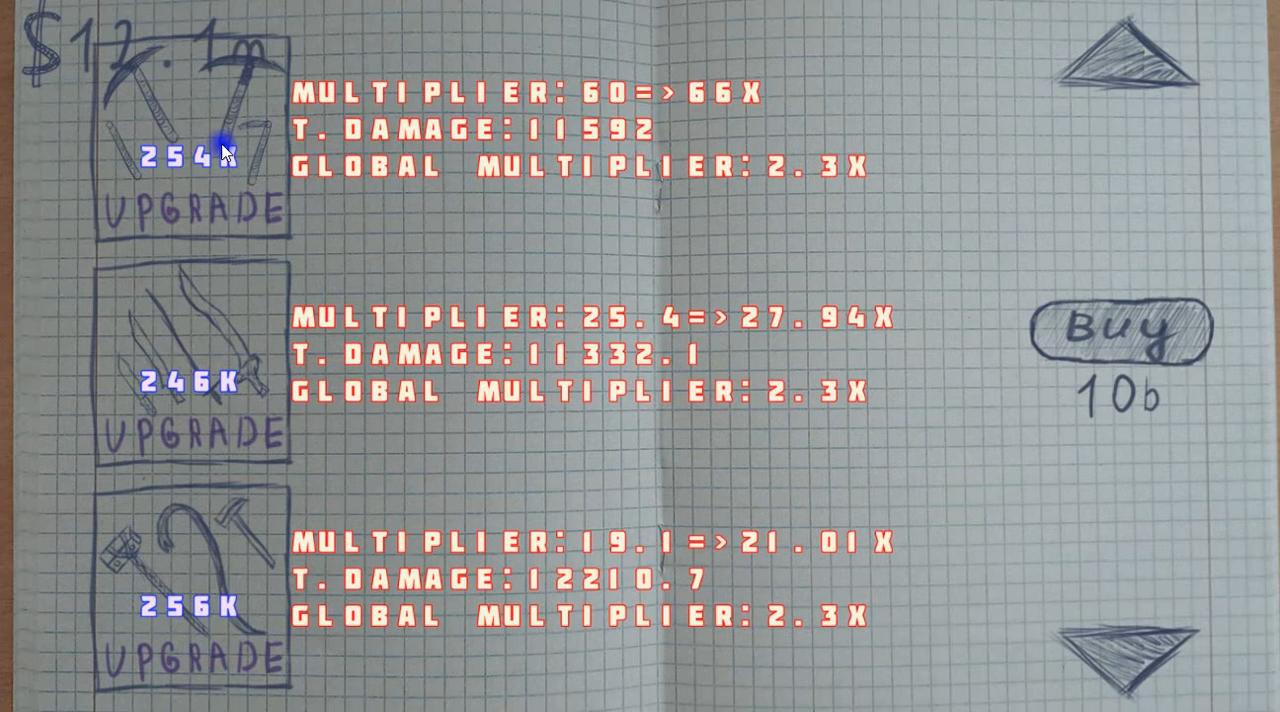 $12.1m
MULTIPLIER:60=>66X
T.DAMAGE:11592
254K
GLOBAL MULTIPLIER:2.3X
UPGRADE
MULTIPLIER:25.4=>27.94X
BUY
T.DAMAGE:11332.1
246K
GLOBAL MULTIPLIER:2.3X
10b
UPGRADE
MULTIPLIER:19.1=>21.01X
T.DAMAGE:12210.7
256K
GLOBAL MULTIPLIER:2.3X
UPGRADE